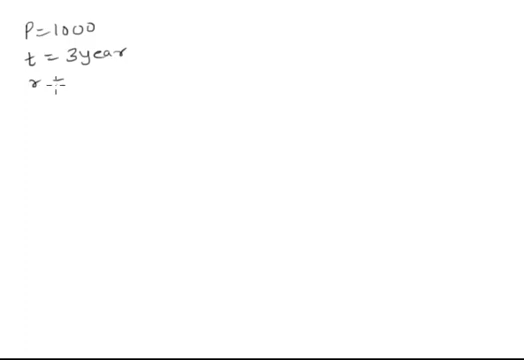 P=1000
t = 3year
r =